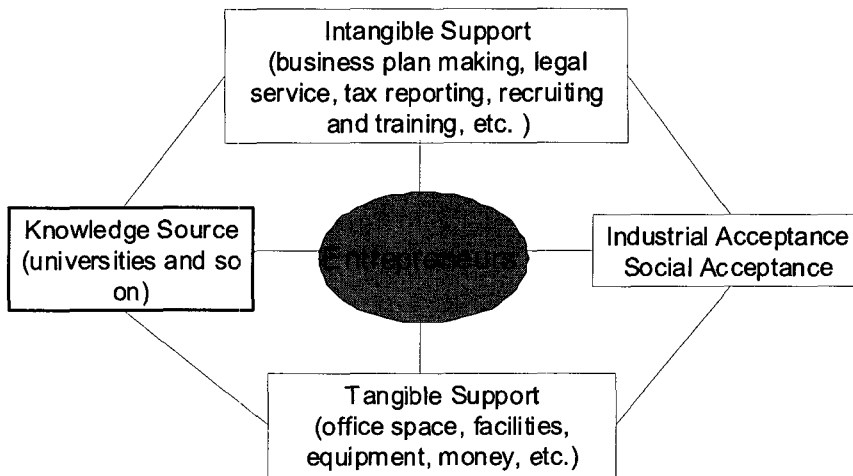 Intangible Support
(business plan making, legal
service, tax reporting, recruiting
and training, etc. )
Knowledge Source
(universities and so
on)
Entrepreneurs
Industrial Acceptance
Social Acceptance
Tangible Support
(office space, facilities,
equipment, money, etc.)